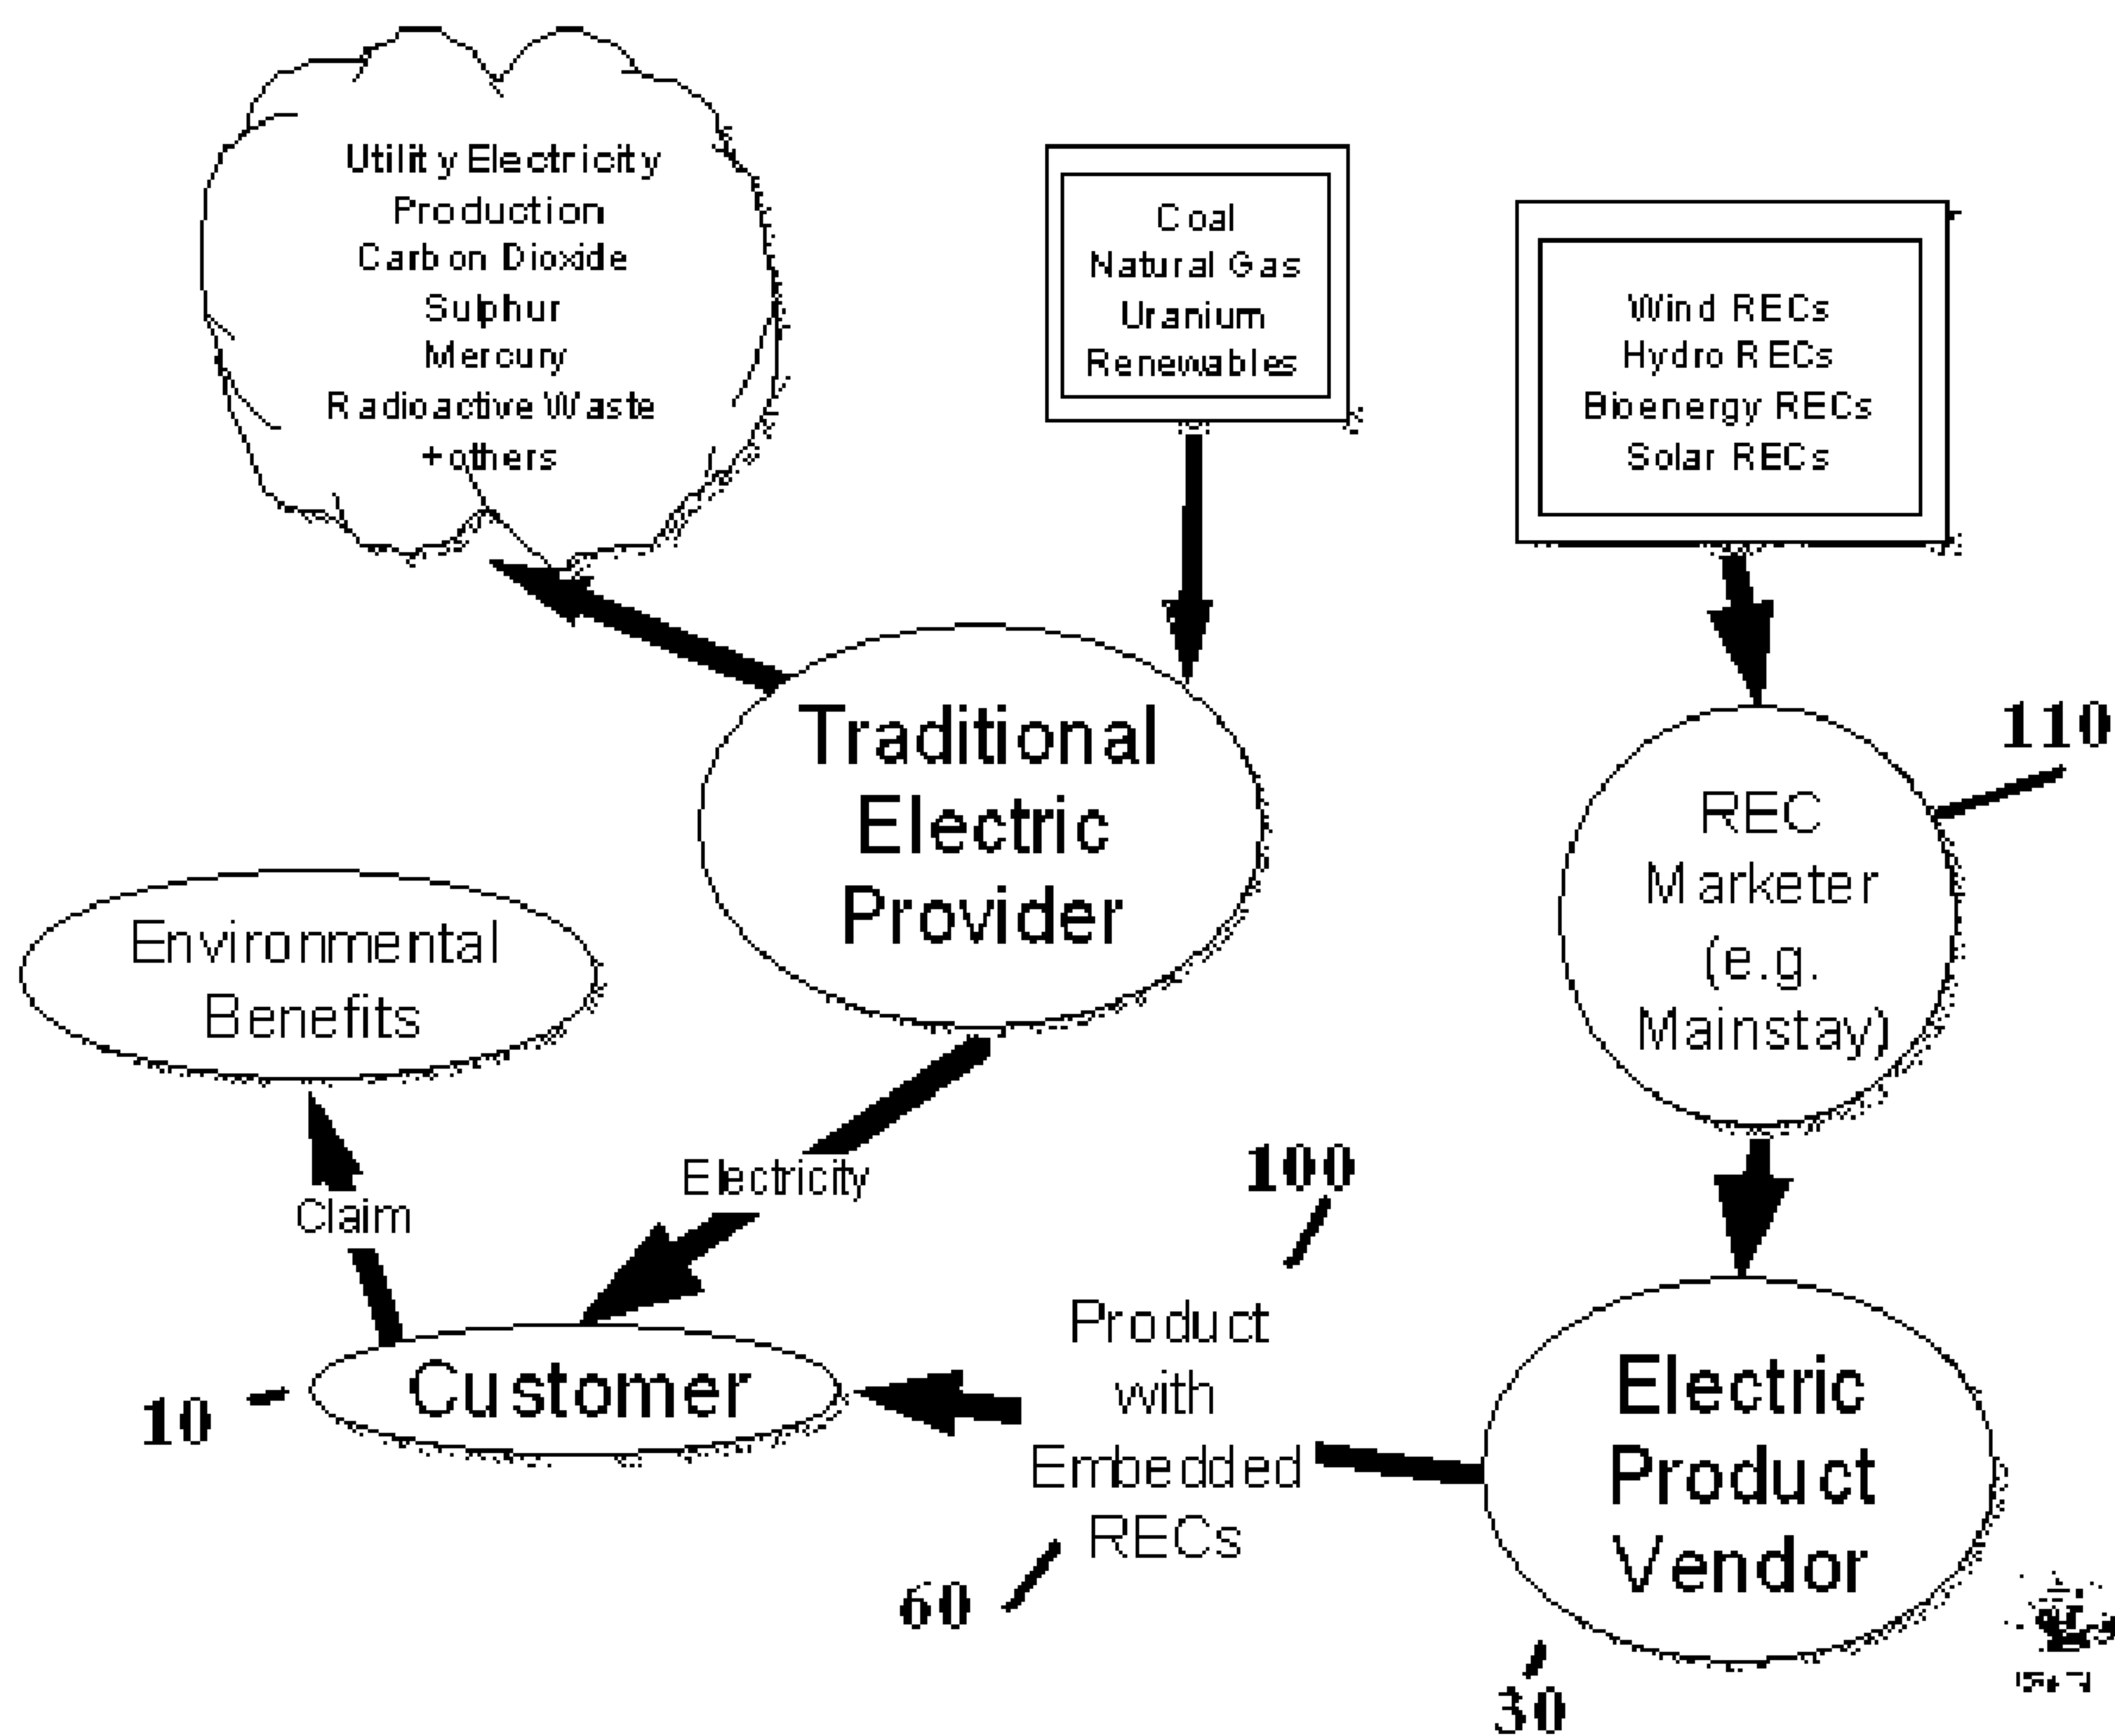 Utility Electricity
Production
Carbon Dioxide
Sulphur
Mercury
Radioactive Waste
+others
Coal
Natural Gas
Uranium
Renewables
Wind RECs
Hydro RECs
Bioenergy RECs
Solar RECs
Traditional
Electric
Provider
110
REC
Marketer
(e.g.
Mainstay)
Environmental
Benefits
Electricity
Claim
100
Product
with
Embedded
RECs
60
Customer
10
Electric
Product
Vendor
30